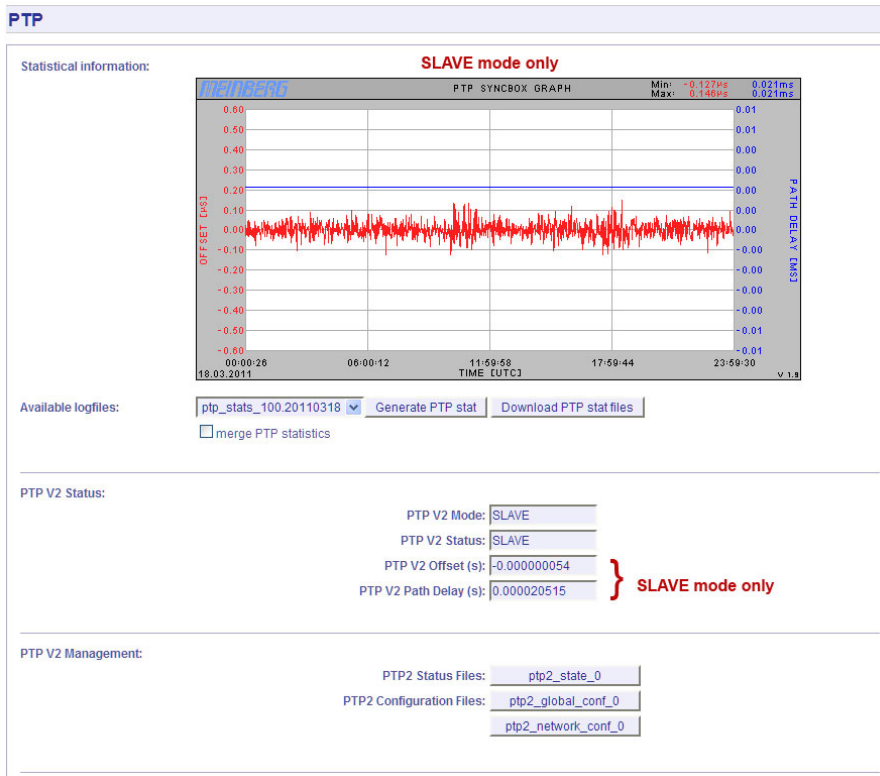 PTP
Statistical information:
SLAVE mode only
MEINBERG PTP SYNCBOX GRAPH Min: -0.127µs 0.021ms
Max: 0.146µs 0.021ms
0.60 0.01
0.50 0.01
0.40 0.00
0.30 0.00
0.20 0.00
0.10 0.00
0.00 0.00
-0.10 -0.00
-0.20 -0.00
-0.30 -0.00
-0.40 -0.00
-0.50 -0.01
-0.60 -0.01
OFFSET [µS]
PATH DELAY [MS]
00:00:26 06:00:12 11:59:58 17:59:44 23:59:30
18.03.2011 TIME [UTC] V 1.9
Available logfiles: ptp_stats_100.20110318 Generate PTP stat Download PTP stat files
merge PTP statistics
PTP V2 Status:
PTP V2 Mode: SLAVE
PTP V2 Status: SLAVE
PTP V2 Offset (s): -0.000000054
PTP V2 Path Delay (s): 0.000020515
} SLAVE mode only
PTP V2 Management:
PTP2 Status Files: ptp2_state_0
PTP2 Configuration Files: ptp2_global_conf_0
ptp2_network_conf_0